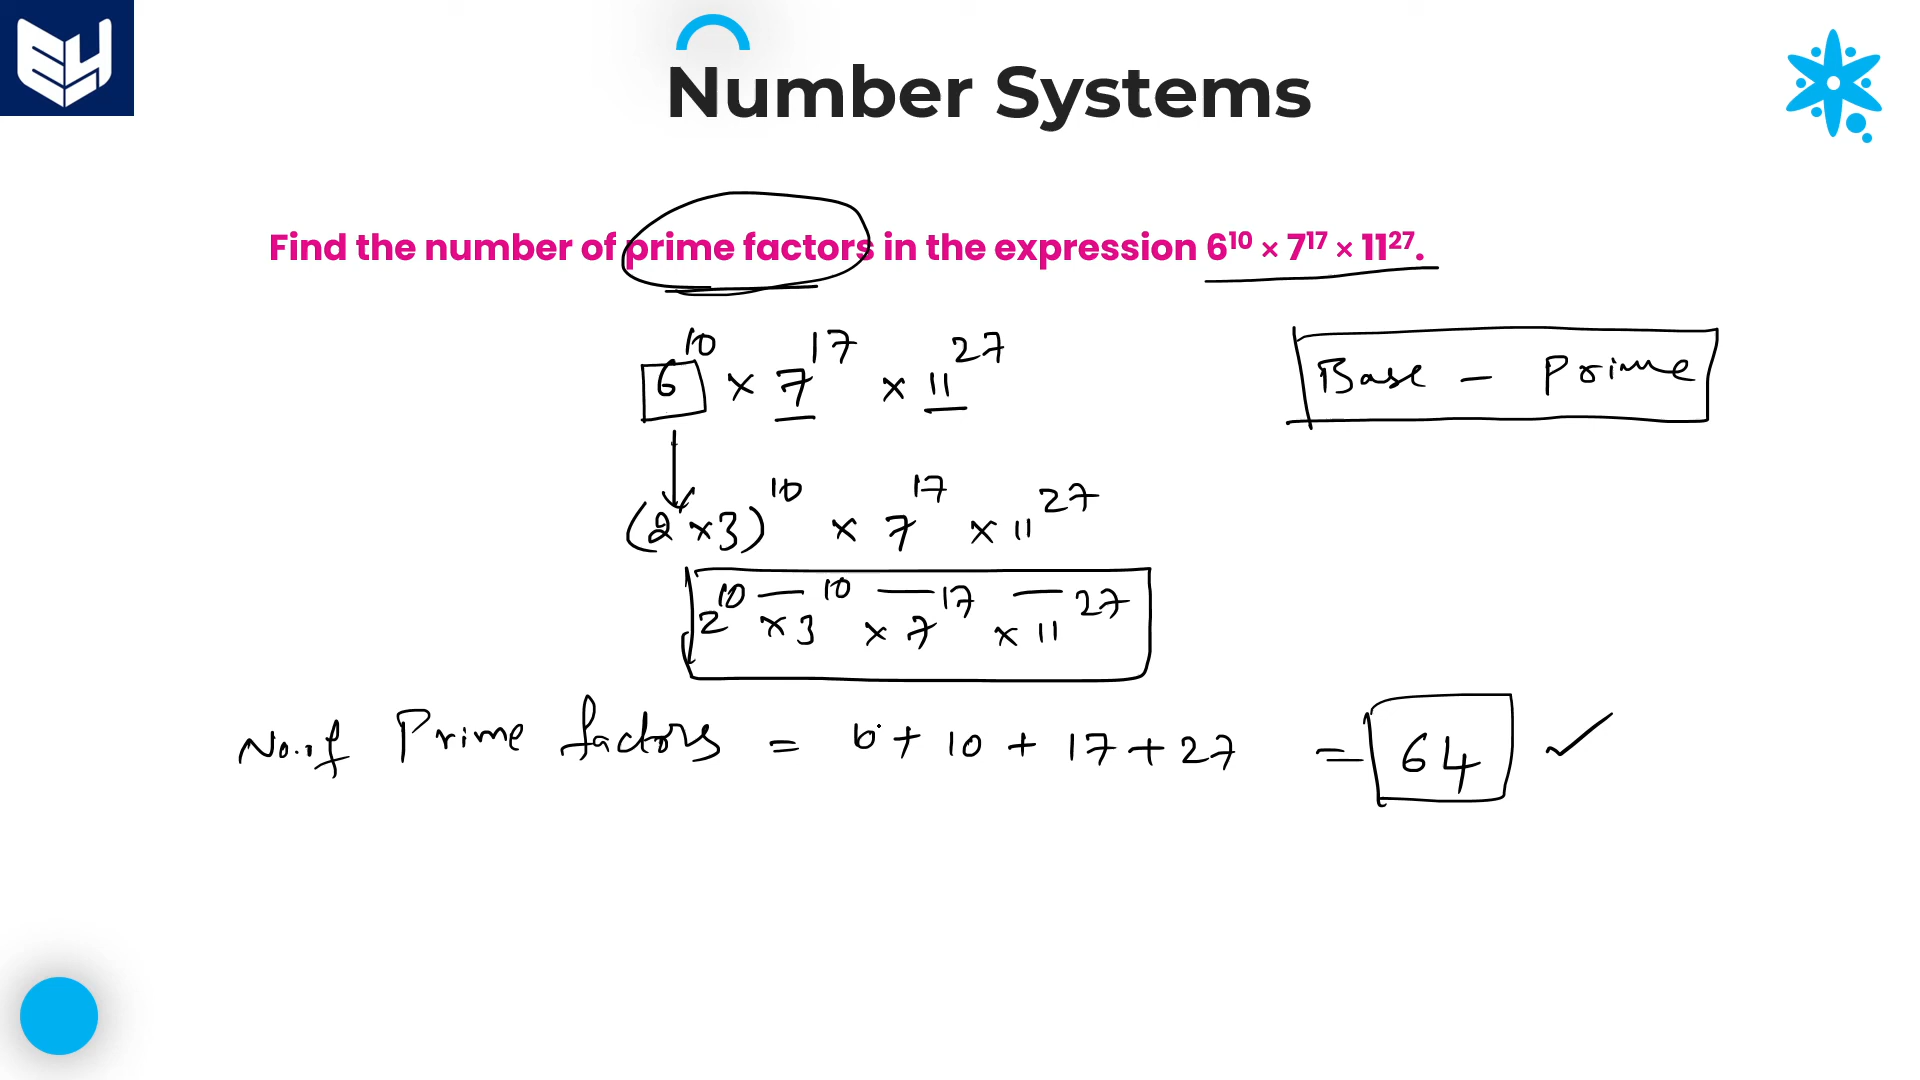 Number Systems
Find the number of prime factors in the expression 6¹⁰ × 7¹⁷ × 11²⁷.
6¹⁰ × 7¹⁷ × 11²⁷
Base - Prime
(2×3)¹⁰ × 7¹⁷ × 11²⁷
2¹⁰ × 3¹⁰ × 7¹⁷ × 11²⁷
No. of Prime factors = 10 + 10 + 17 + 27 = 64